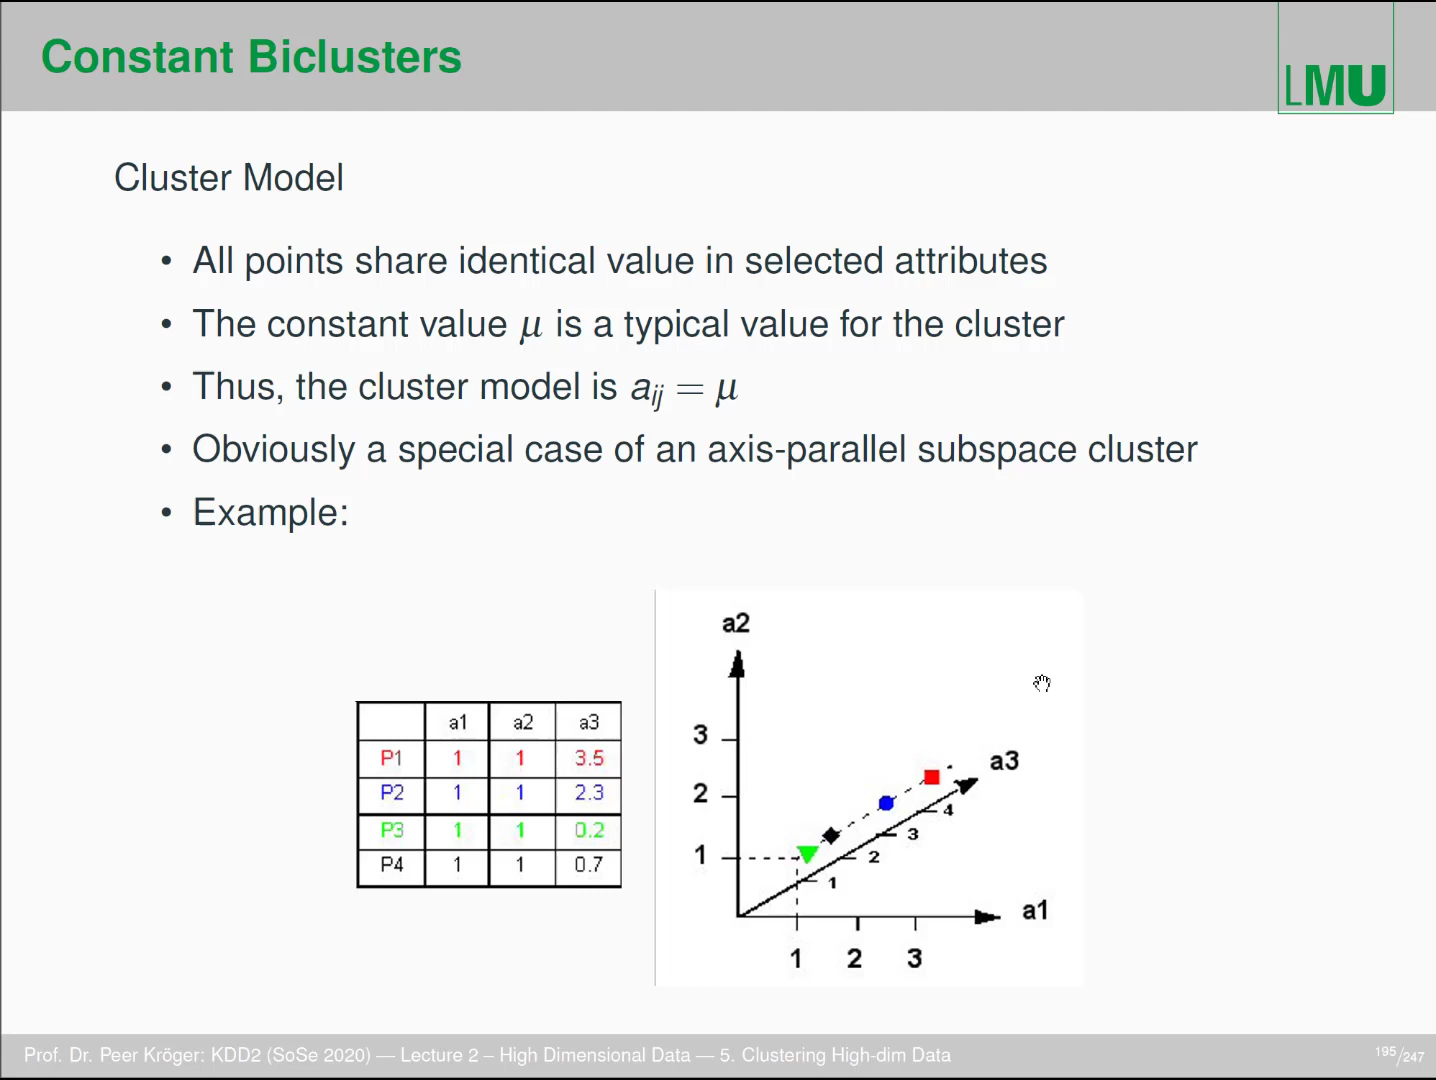 Constant Biclusters
LMU
Cluster Model
• All points share identical value in selected attributes
• The constant value μ is a typical value for the cluster
• Thus, the cluster model is aij = μ
• Obviously a special case of an axis-parallel subspace cluster
• Example:
a1 a2 a3
P1 1 1 3.5
P2 1 1 2.3
P3 1 1 0.2
P4 1 1 0.7
a2
3
2
1
a3
4
3
2
1
a1
1 2 3
Prof. Dr. Peer Kröger: KDD2 (SoSe 2020) — Lecture 2 – High Dimensional Data — 5. Clustering High-dim Data
195/247